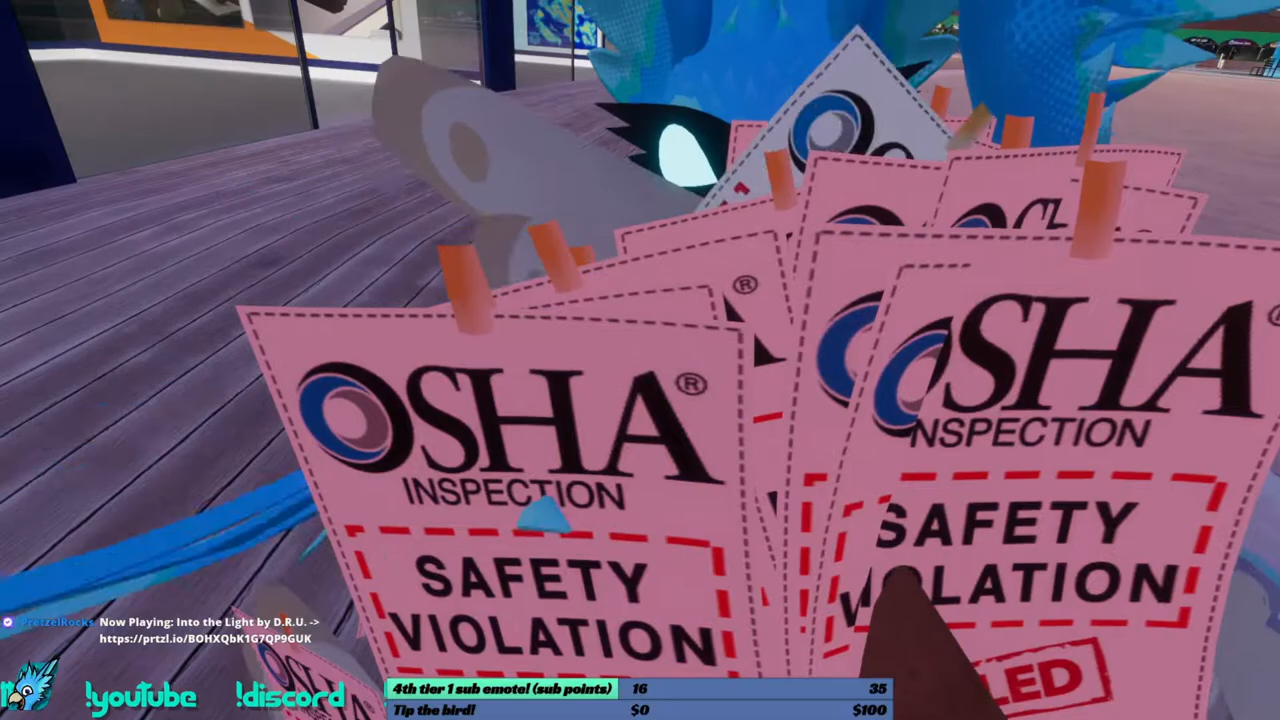 OSHA®
INSPECTION
SAFETY
VIOLATION
OSHA
INSPECTION
SAFETY
VIOLATION
®
PretzelRocks Now Playing: Into the Light by D.R.U. ->
https://prtzl.io/BOHXQbK1G7QP9GUK
!youtube
!discord
4th tier 1 sub emote! (sub points) 16 35
Tip the bird! $0 $100